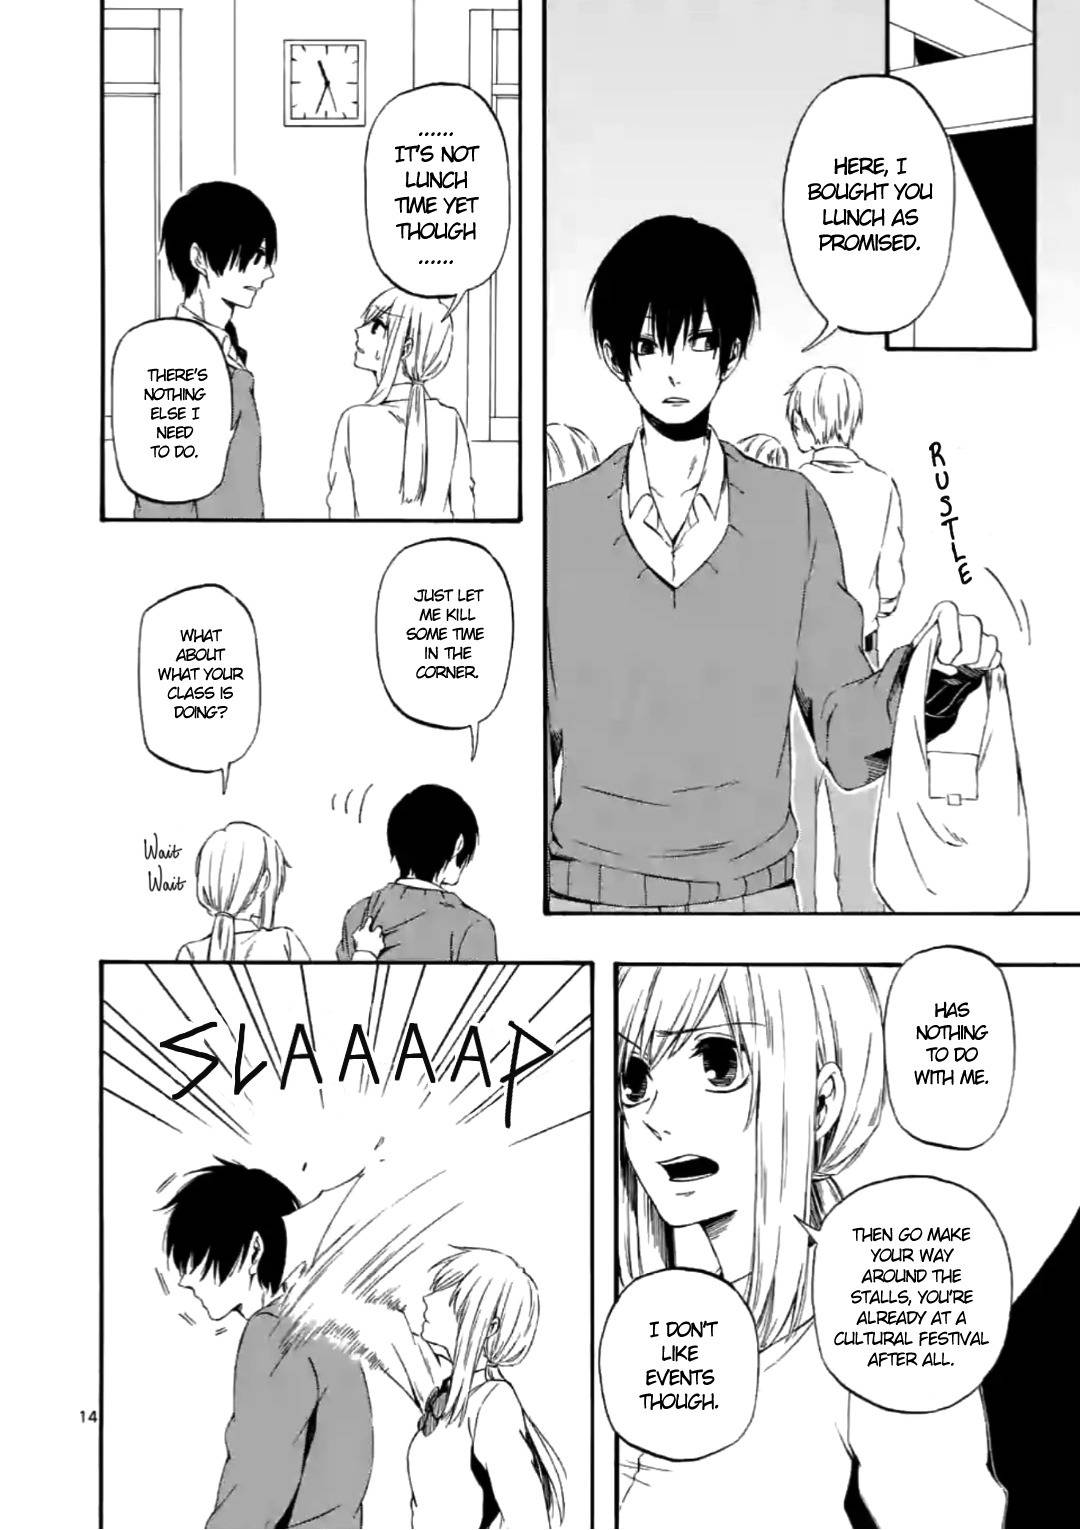 HERE, I
BOUGHT YOU
LUNCH AS
PROMISED.
RUSTLE
......
IT'S NOT
LUNCH
TIME YET
THOUGH
......
THERE'S
NOTHING
ELSE I
NEED
TO DO.
JUST LET
ME KILL
SOME TIME
IN THE
CORNER.
WHAT
ABOUT
WHAT YOUR
CLASS IS
DOING?
Wait
Wait
HAS
NOTHING
TO DO
WITH ME.
THEN GO MAKE
YOUR WAY
AROUND THE
STALLS, YOU'RE
ALREADY AT A
CULTURAL FESTIVAL
AFTER ALL.
I DON'T
LIKE
EVENTS
THOUGH.
SLAAAAAP
14